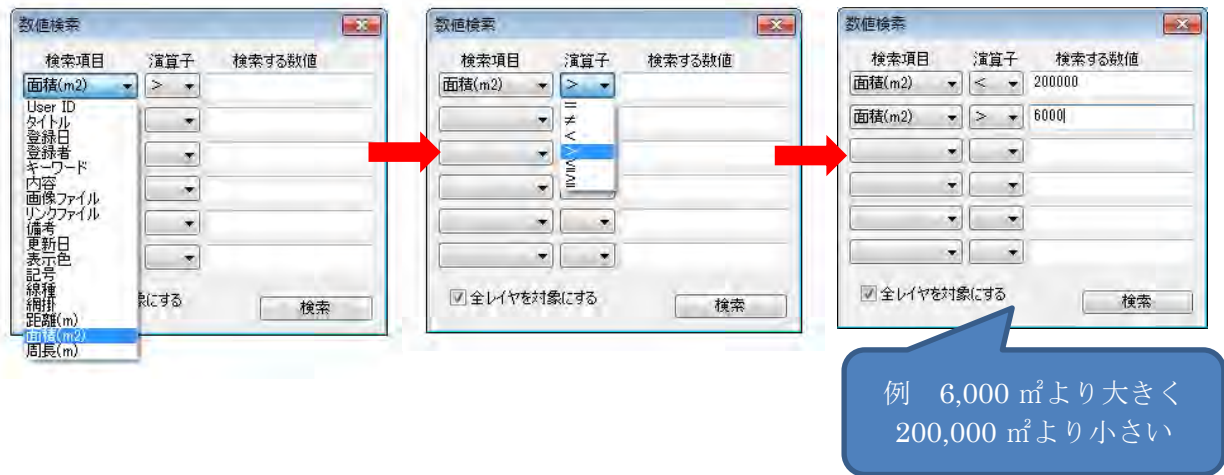 数値検索
検索項目 演算子 検索する数値
面積(m2) >
User ID
タイトル
登録日
登録者
キーワード
内容
画像ファイル
リンクファイル
備考
更新日
表示色
記号
線種
網掛
距離(m)
面積(m2)
周長(m)
象にする
検索
数値検索
検索項目 演算子 検索する数値
面積(m2) >
=
≠
<
>
≦
≧
全レイヤを対象にする
検索
数値検索
検索項目 演算子 検索する数値
面積(m2) < 200000
面積(m2) > 6000
全レイヤを対象にする
検索
例 6,000 ㎡より大きく
200,000 ㎡より小さい